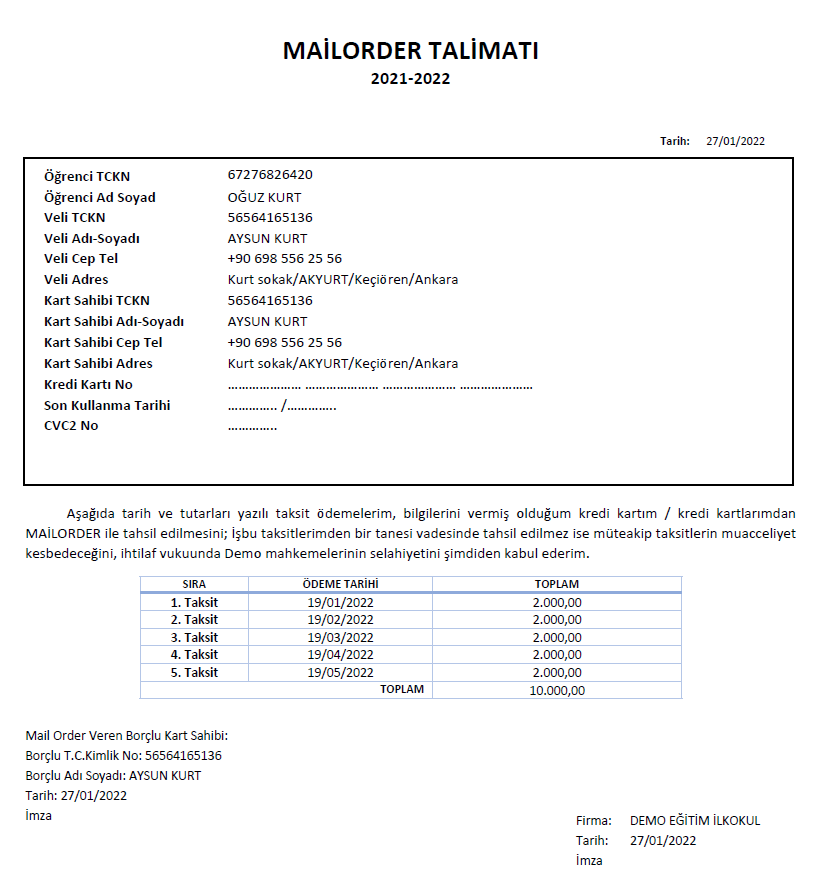 MAİLORDER TALİMATI
2021-2022
Tarih: 27/01/2022
Öğrenci TCKN 67276826420
Öğrenci Ad Soyad OĞUZ KURT
Veli TCKN 56564165136
Veli Adı-Soyadı AYSUN KURT
Veli Cep Tel +90 698 556 25 56
Veli Adres Kurt sokak/AKYURT/Keçiören/Ankara
Kart Sahibi TCKN 56564165136
Kart Sahibi Adı-Soyadı AYSUN KURT
Kart Sahibi Cep Tel +90 698 556 25 56
Kart Sahibi Adres Kurt sokak/AKYURT/Keçiören/Ankara
Kredi Kartı No ………………… ………………… ………………… …………………
Son Kullanma Tarihi ………….. /…………..
CVC2 No …………..
Aşağıda tarih ve tutarları yazılı taksit ödemelerim, bilgilerini vermiş olduğum kredi kartım / kredi kartlarımdan
MAİLORDER ile tahsil edilmesini; İşbu taksitlerimden bir tanesi vadesinde tahsil edilmez ise müteakip taksitlerin muacceliyet
kesbedeceğini, ihtilaf vukuunda Demo mahkemelerinin selahiyetini şimdiden kabul ederim.
SIRA ÖDEME TARİHİ TOPLAM
1. Taksit 19/01/2022 2.000,00
2. Taksit 19/02/2022 2.000,00
3. Taksit 19/03/2022 2.000,00
4. Taksit 19/04/2022 2.000,00
5. Taksit 19/05/2022 2.000,00
TOPLAM 10.000,00
Mail Order Veren Borçlu Kart Sahibi:
Borçlu T.C.Kimlik No: 56564165136
Borçlu Adı Soyadı: AYSUN KURT
Tarih: 27/01/2022
İmza
Firma: DEMO EĞİTİM İLKOKUL
Tarih: 27/01/2022
İmza